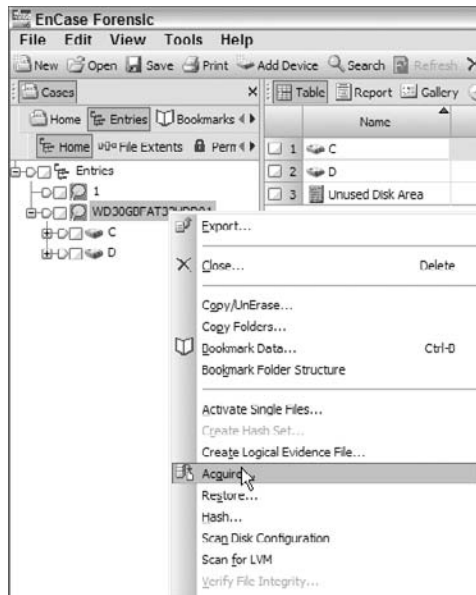 EnCase Forensic
File Edit View Tools Help
New Open Save Print Add Device Search Refresh
Cases
Table Report Gallery
Home Entries Bookmarks
Name
Home File Extents Perm
Entries
1 C
1
2 D
3 Unused Disk Area
C
D
Export...
Close... Delete
Copy/UnErase...
Copy Folders...
Bookmark Data... Ctrl-B
Bookmark Folder Structure
Activate Single Files...
Create Hash Set...
Create Logical Evidence File...
Acquire...
Restore...
Hash...
Scan Disk Configuration
Scan for LVM
Verify File Integrity...